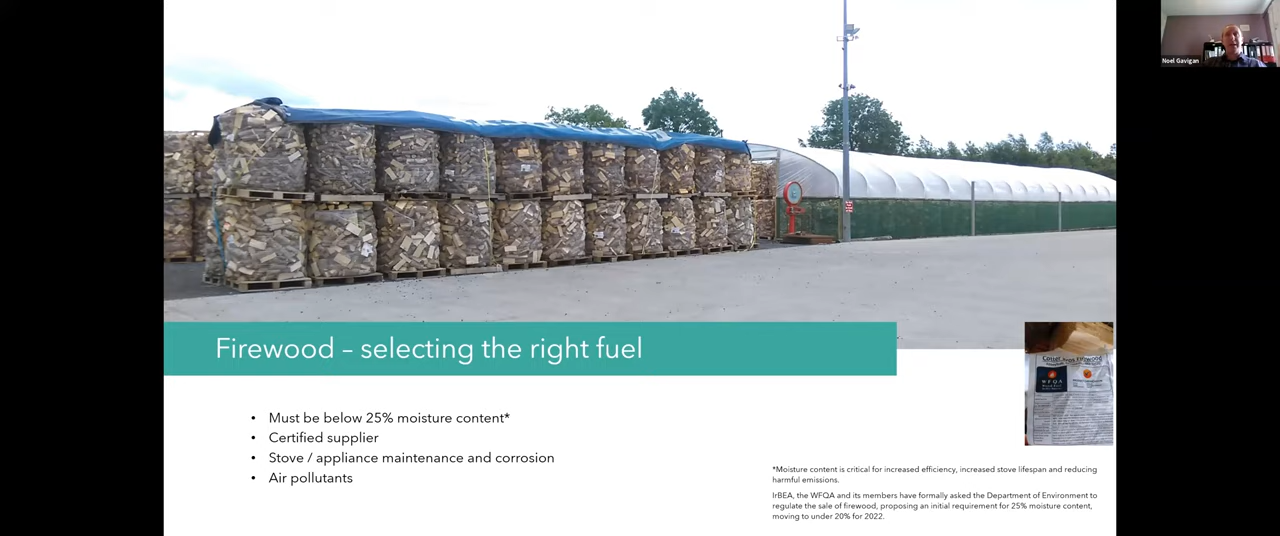 Noel Gavigan
Firewood – selecting the right fuel
WFQA
• Must be below 25% moisture content*
• Certified supplier
• Stove / appliance maintenance and corrosion
• Air pollutants
*Moisture content is critical for increased efficiency, increased stove lifespan and reducing
harmful emissions.
IrBEA, the WFQA and its members have formally asked the Department of Environment to
regulate the sale of firewood, proposing an initial requirement for 25% moisture content,
moving to under 20% for 2022.